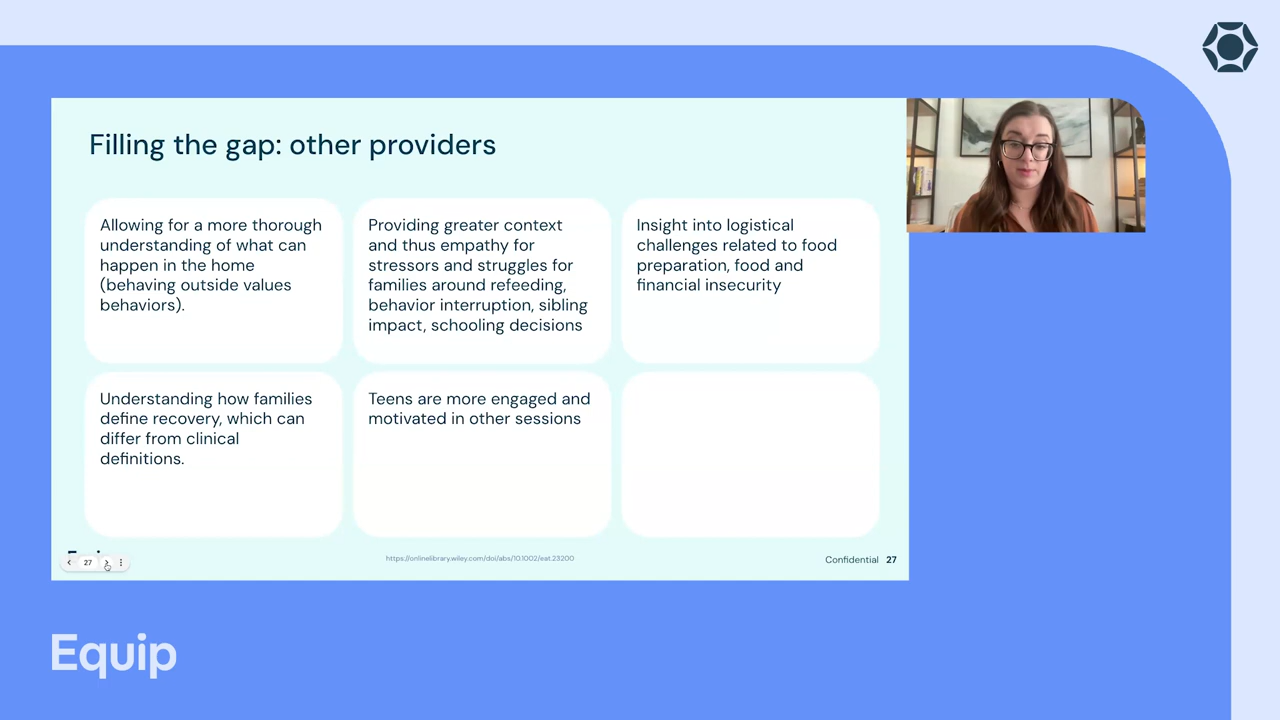 Filling the gap: other providers
Allowing for a more thorough
understanding of what can
happen in the home
(behaving outside values
behaviors).
Providing greater context
and thus empathy for
stressors and struggles for
families around refeeding,
behavior interruption, sibling
impact, schooling decisions
Insight into logistical
challenges related to food
preparation, food and
financial insecurity
Understanding how families
define recovery, which can
differ from clinical
definitions.
Teens are more engaged and
motivated in other sessions
27
https://onlinelibrary.wiley.com/doi/abs/10.1002/eat.23200
Confidential 27
Equip